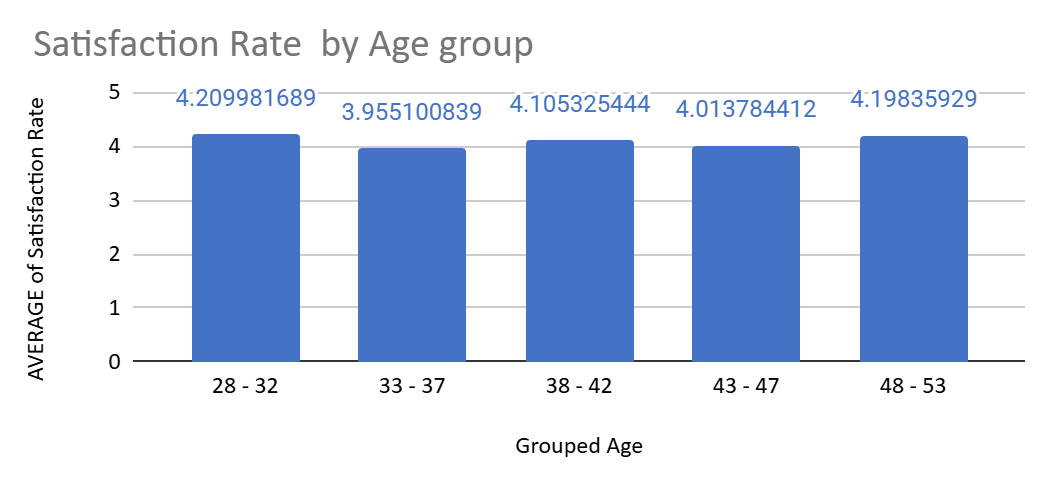 Satisfaction Rate  by Age group
AVERAGE of Satisfaction Rate
5
4
3
2
1
0
4.209981689
3.955100839
4.105325444
4.013784412
4.19835929
28 - 32
33 - 37
38 - 42
43 - 47
48 - 53
Grouped Age